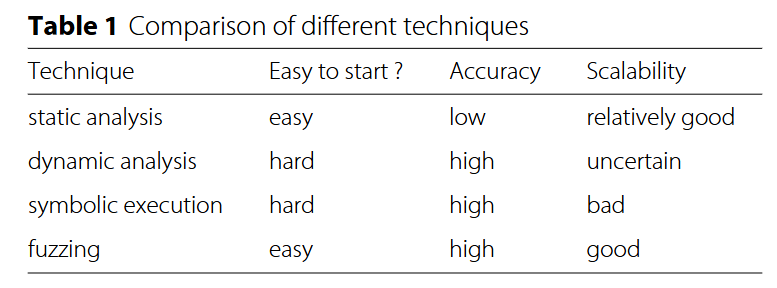 Table 1 Comparison of different techniques
Technique Easy to start ? Accuracy Scalability
static analysis easy low relatively good
dynamic analysis hard high uncertain
symbolic execution hard high bad
fuzzing easy high good